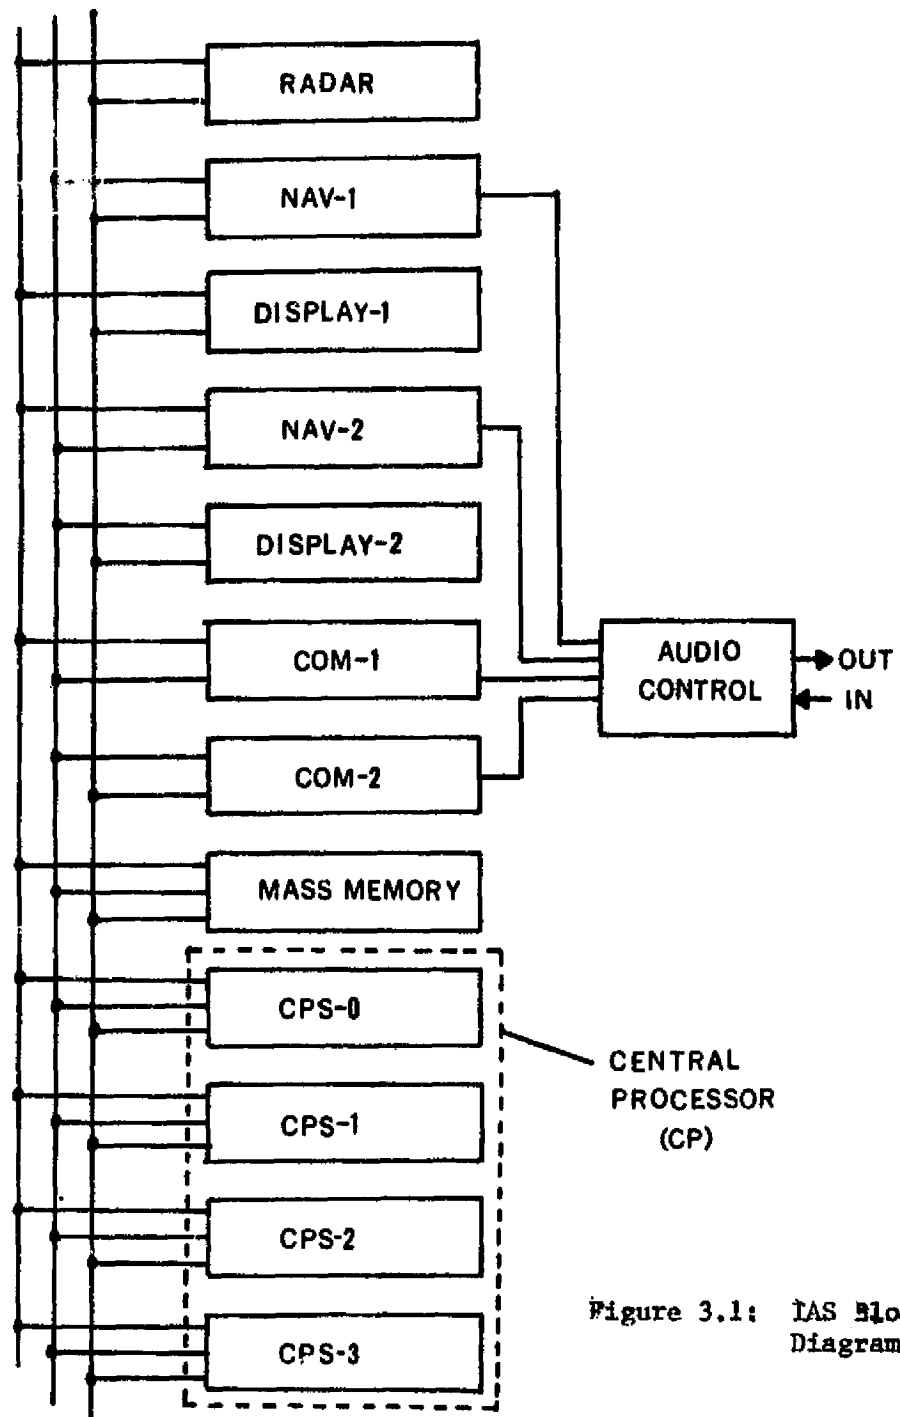 RADAR
NAV-1
DISPLAY-1
NAV-2
DISPLAY-2
COM-1
AUDIO
CONTROL
OUT
IN
COM-2
MASS MEMORY
CPS-0
CPS-1
CENTRAL
PROCESSOR
(CP)
CPS-2
CPS-3
Figure 3.1: IAS Blo
Diagram